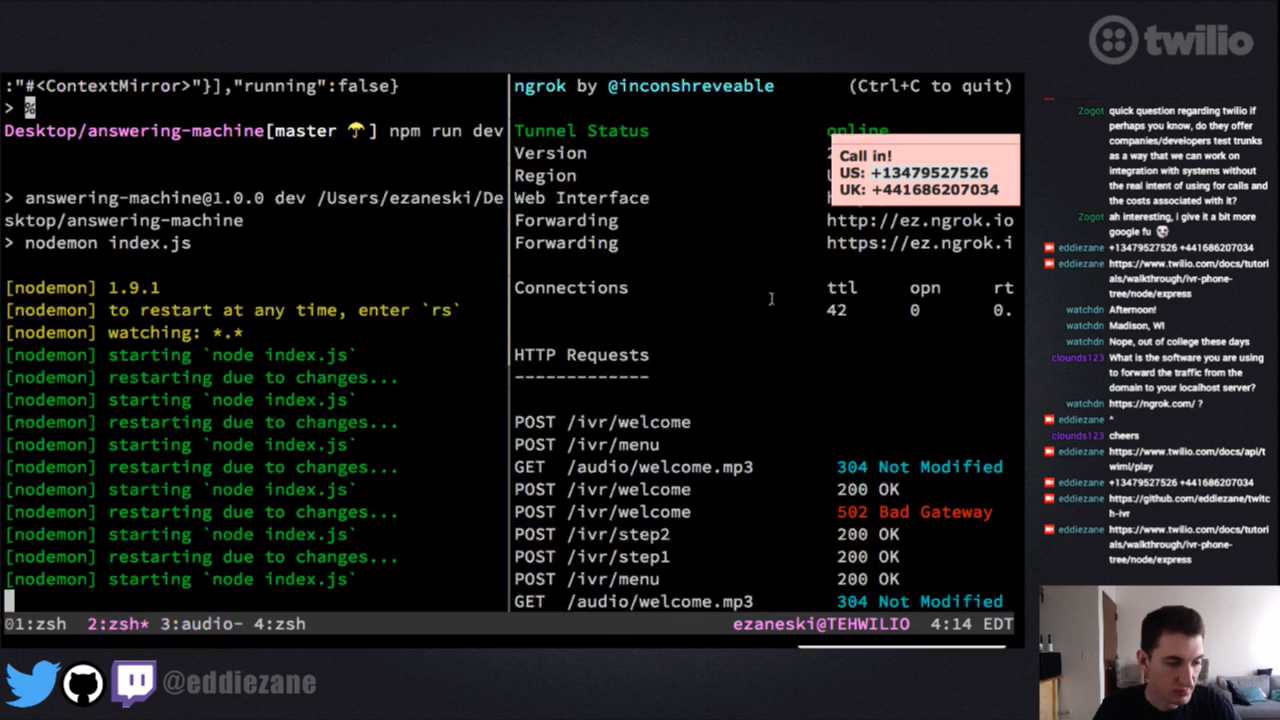 twilio
:"#<ContextMirror>"}],"running":false}
> %
Desktop/answering-machine[master ☂] npm run dev
> answering-machine@1.0.0 dev /Users/ezaneski/De
sktop/answering-machine
> nodemon index.js
[nodemon] 1.9.1
[nodemon] to restart at any time, enter `rs`
[nodemon] watching: *.*
[nodemon] starting `node index.js`
[nodemon] restarting due to changes...
[nodemon] starting `node index.js`
[nodemon] restarting due to changes...
[nodemon] starting `node index.js`
[nodemon] restarting due to changes...
[nodemon] starting `node index.js`
[nodemon] restarting due to changes...
[nodemon] starting `node index.js`
[nodemon] restarting due to changes...
[nodemon] starting `node index.js`
ngrok by @inconshreveable (Ctrl+C to quit)
Tunnel Status online
Version
Region
Web Interface
Forwarding http://ez.ngrok.io
Forwarding https://ez.ngrok.i
Connections ttl opn rt
42 0 0.
HTTP Requests
-------------
POST /ivr/welcome
POST /ivr/menu
GET /audio/welcome.mp3 304 Not Modified
POST /ivr/welcome 200 OK
POST /ivr/welcome 502 Bad Gateway
POST /ivr/step2 200 OK
POST /ivr/step1 200 OK
POST /ivr/menu 200 OK
GET /audio/welcome.mp3 304 Not Modified
Call in!
US: +13479527526
UK: +441686207034
01:zsh 2:zsh* 3:audio- 4:zsh ezaneski@TEHWILIO 4:14 EDT
Zogot quick question regarding twilio if
perhaps you know, do they offer
companies/developers test trunks
as a way that we can work on
integration with systems without
the real intent of using for calls and
the costs associated with it?
Zogot ah interesting, i give it a bit more
google fu
eddiezane +13479527526 +441686207034
eddiezane https://www.twilio.com/docs/tutori
als/walkthrough/ivr-phone-
tree/node/express
watchdn Afternoon!
watchdn Madison, WI
watchdn Nope, out of college these days
clounds123 What is the software you are using
to forward the traffic from the
domain to your localhost server?
watchdn https://ngrok.com/ ?
eddiezane ^
clounds123 cheers
eddiezane https://www.twilio.com/docs/api/t
wiml/play
eddiezane +13479527526 +441686207034
eddiezane https://github.com/eddiezane/twitc
h-ivr
eddiezane https://www.twilio.com/docs/tutori
als/walkthrough/ivr-phone-
tree/node/express
@eddiezane